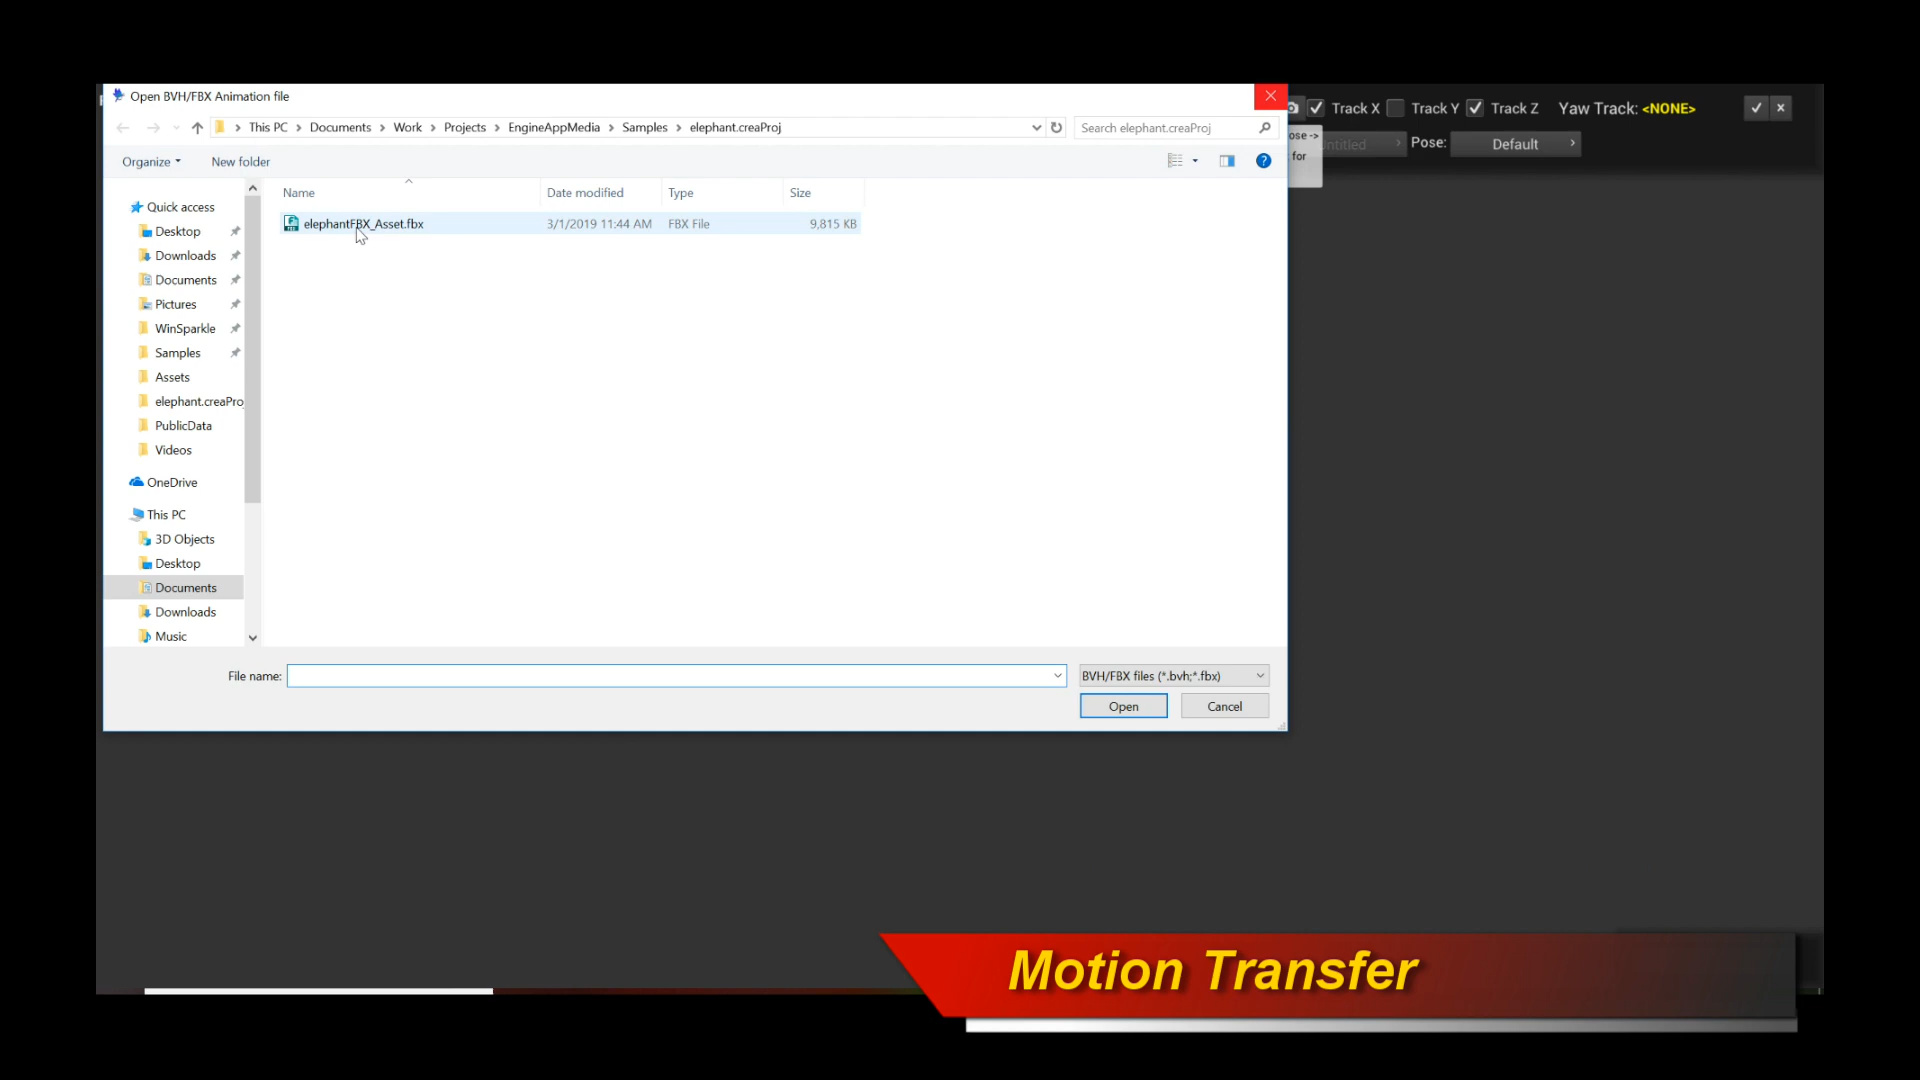 Open BVH/FBX Animation file
This PC > Documents > Work > Projects > EngineAppMedia > Samples > elephant.creaProj
Search elephant.creaProj
Track X
Track Y
Track Z
Yaw Track: <NONE>
ose ->
for
Untitled
Pose:
Default
Organize
New folder
Name
Date modified
Type
Size
elephantFBX_Asset.fbx
3/1/2019 11:44 AM
FBX File
9,815 KB
Quick access
Desktop
Downloads
Documents
Pictures
WinSparkle
Samples
Assets
elephant.creaPro
PublicData
Videos
OneDrive
This PC
3D Objects
Desktop
Documents
Downloads
Music
File name:
BVH/FBX files (*.bvh;*.fbx)
Open
Cancel
Motion Transfer